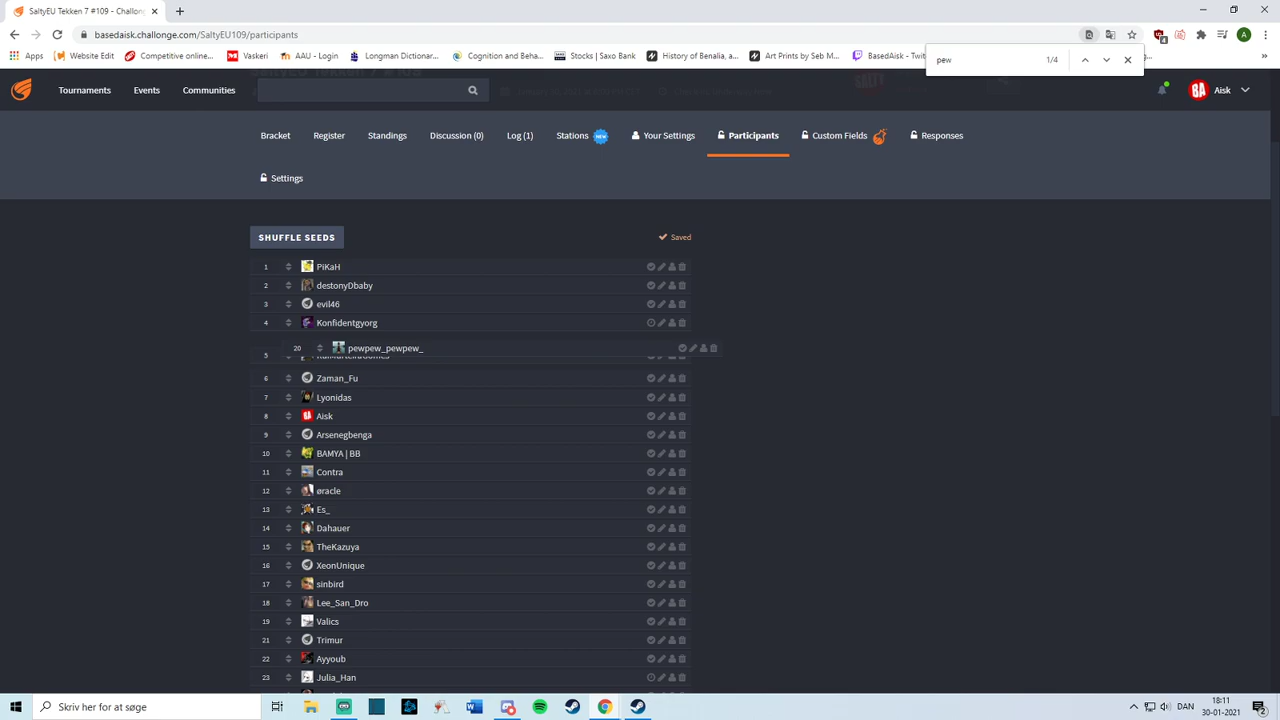 SaltyEU Tekken 7 #109 - Challon
basedaisk.challonge.com/SaltyEU109/participants
Apps Website Edit Competitive online... Vaskeri AAU - Login Longman Dictionary... Cognition and Behav... Stocks | Saxo Bank History of Benalia, a... Art Prints by Seb M... BasedAisk - Twit
pew 1/4
Tournaments Events Communities Aisk
Bracket Register Standings Discussion (0) Log (1) Stations NEW Your Settings Participants Custom Fields Responses
Settings
SHUFFLE SEEDS Saved
1 PiKaH
2 destonyDbaby
3 evil46
4 Konfidentgyorg
20 pewpew_pewpew_
5
6 Zaman_Fu
7 Lyonidas
8 BA Aisk
9 Arsenegbenga
10 BAMYA | BB
11 Contra
12 øracle
13 Es_
14 Dahauer
15 TheKazuya
16 XeonUnique
17 sinbird
18 Lee_San_Dro
19 Valics
21 Trimur
22 Ayyoub
23 Julia_Han
Skriv her for at søge DAN 18:11
30-01-2021